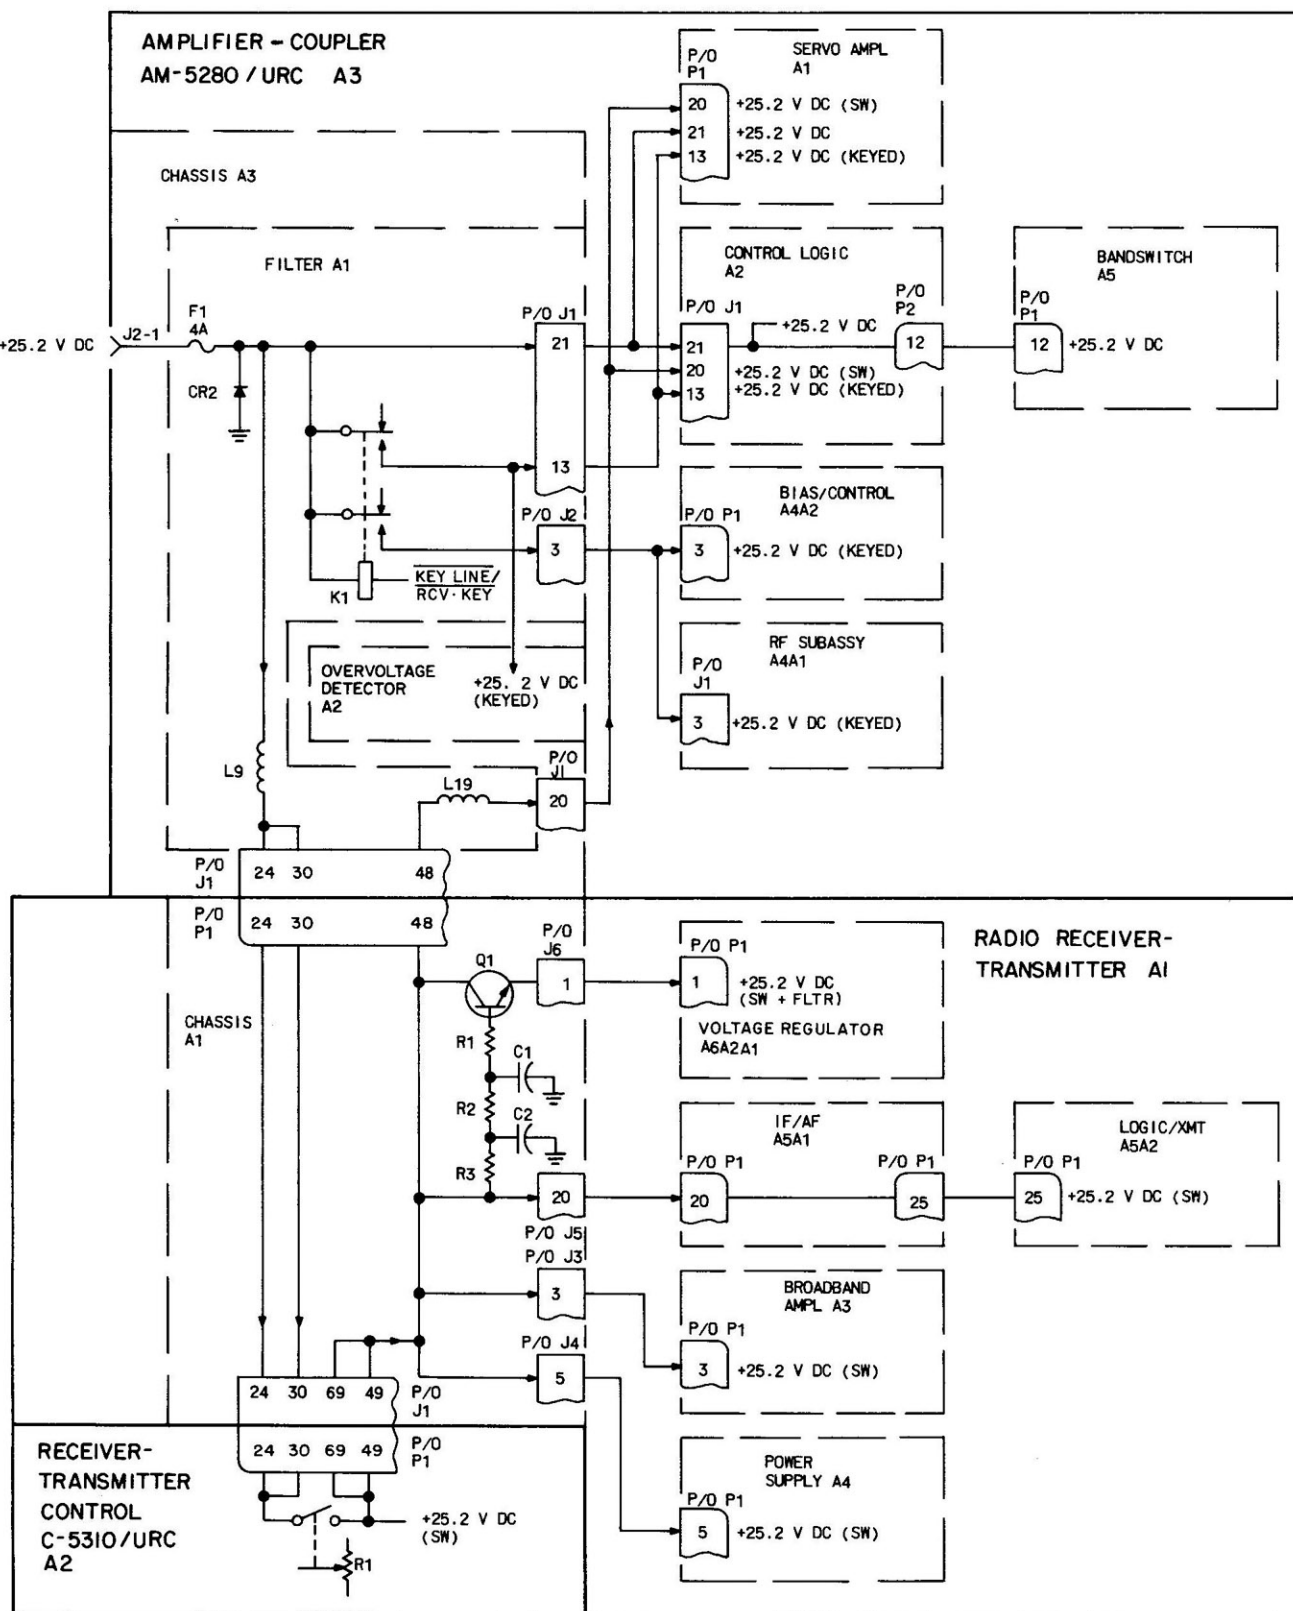 AMPLIFIER-COUPLER
AM-5280/URC A3
CHASSIS A3
FILTER A1
+25.2 V DC
J2-1
F1
4A
CR2
K1
KEY LINE/
RCV·KEY
OVERVOLTAGE
DETECTOR
A2
+25.2 V DC
(KEYED)
L9
L19
P/O J1
21
13
P/O J2
3
P/O
J1
20
P/O
J1
24 30 48
P/O
P1
SERVO AMPL
A1
20 +25.2 V DC (SW)
21 +25.2 V DC
13 +25.2 V DC (KEYED)
CONTROL LOGIC
A2
P/O J1
21 +25.2 V DC
20 +25.2 V DC (SW)
13 +25.2 V DC (KEYED)
P/O
P2
12
BANDSWITCH
A5
P/O
P1
12 +25.2 V DC
BIAS/CONTROL
A4A2
P/O P1
3 +25.2 V DC (KEYED)
RF SUBASSY
A4A1
P/O
J1
3 +25.2 V DC (KEYED)
P/O
P1
24 30 48
RADIO RECEIVER-
TRANSMITTER A1
CHASSIS
A1
Q1
R1
C1
R2
C2
R3
P/O
J6
1
P/O P1
1 +25.2 V DC
(SW + FLTR)
VOLTAGE REGULATOR
A6A2A1
20
P/O J5
IF/AF
A5A1
P/O P1
20
P/O P1
25
LOGIC/XMT
A5A2
P/O P1
25 +25.2 V DC (SW)
P/O J3
3
BROADBAND
AMPL A3
P/O P1
3 +25.2 V DC (SW)
P/O J4
5
POWER
SUPPLY A4
P/O P1
5 +25.2 V DC (SW)
24 30 69 49
P/O
J1
24 30 69 49
P/O
P1
RECEIVER-
TRANSMITTER
CONTROL
C-5310/URC
A2
+25.2 V DC
(SW)
R1